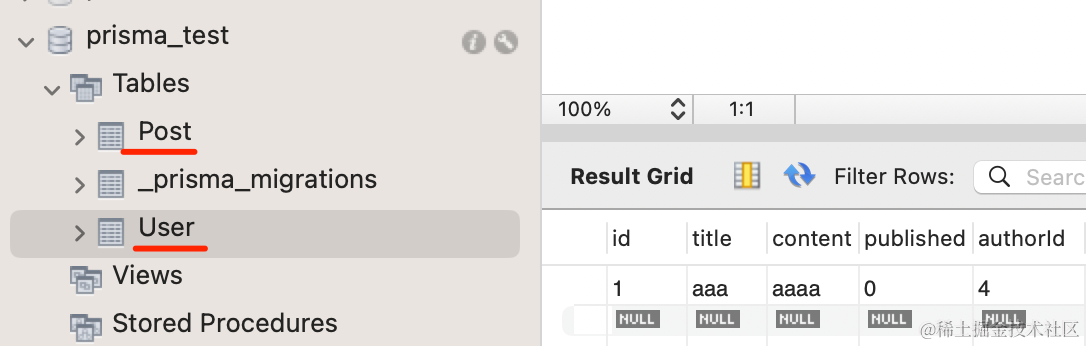 prisma_test
Tables
Post
_prisma_migrations
User
Views
Stored Procedures
100% 1:1
Result Grid Filter Rows: Searc
id title content published authorId
1 aaa aaaa 0 4
NULL NULL NULL NULL NULL
@稀土掘金技术社区